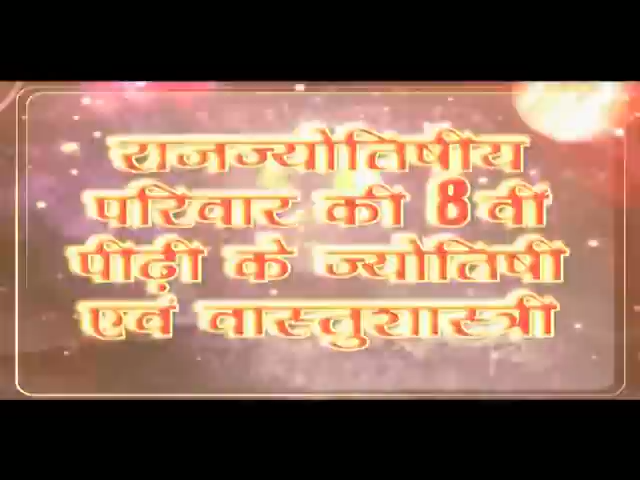 राजज्योतिषीय
परिवार की 8 वीं
पीढ़ी के ज्योतिषी
एवं वास्तुशास्त्री